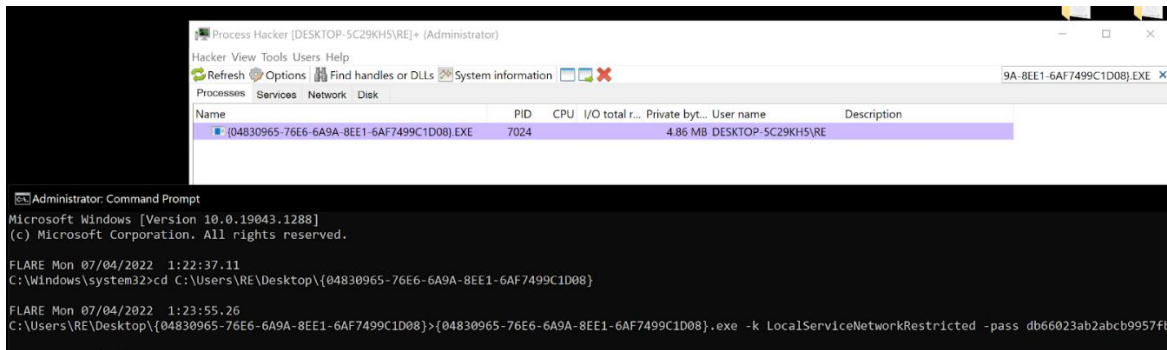 Process Hacker [DESKTOP-5C29KH5\RE]+ (Administrator)
Hacker View Tools Users Help
Refresh Options Find handles or DLLs System information 9A-8EE1-6AF7499C1D08}.EXE
Processes Services Network Disk
Name PID CPU I/O total r... Private byt... User name Description
{04830965-76E6-6A9A-8EE1-6AF7499C1D08}.EXE 7024 4.86 MB DESKTOP-5C29KH5\RE
Administrator: Command Prompt
Microsoft Windows [Version 10.0.19043.1288]
(c) Microsoft Corporation. All rights reserved.
FLARE Mon 07/04/2022 1:22:37.11
C:\Windows\system32>cd C:\Users\RE\Desktop\{04830965-76E6-6A9A-8EE1-6AF7499C1D08}
FLARE Mon 07/04/2022 1:23:55.26
C:\Users\RE\Desktop\{04830965-76E6-6A9A-8EE1-6AF7499C1D08}>{04830965-76E6-6A9A-8EE1-6AF7499C1D08}.exe -k LocalServiceNetworkRestricted -pass db66023ab2abcb9957fb